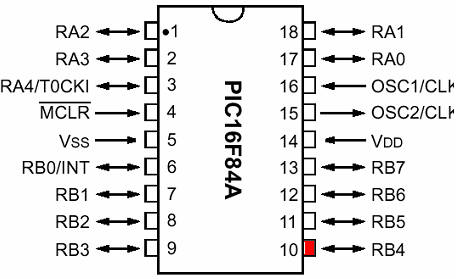 RA2 1 18 RA1
RA3 2 17 RA0
RA4/T0CKI 3 16 OSC1/CLK
MCLR 4 15 OSC2/CLK
VSS 5 14 VDD
RB0/INT 6 13 RB7
RB1 7 12 RB6
RB2 8 11 RB5
RB3 9 10 RB4
PIC16F84A